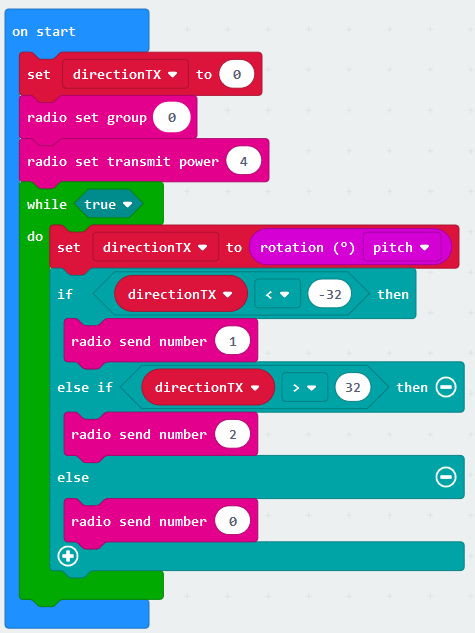 on start
set directionTX to 0
radio set group 0
radio set transmit power 4
while true
do set directionTX to rotation (°) pitch
if directionTX < -32 then
radio send number 1
else if directionTX > 32 then
radio send number 2
else
radio send number 0